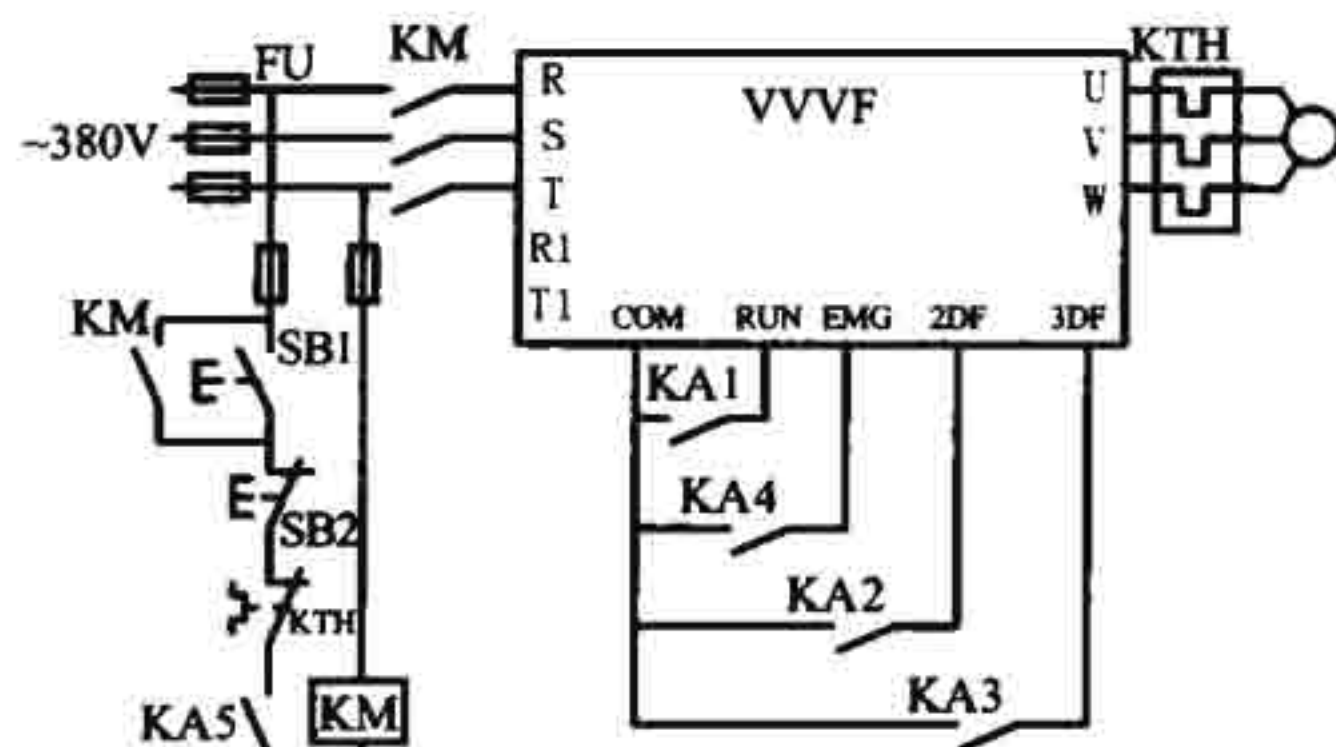 FU KM KTH
R U
VVVF
~380V S V
T W
R1
T1 COM RUN EMG 2DF 3DF
KM SB1 KA1
KA4
SB2
KA2
KTH
KA5 KM KA3